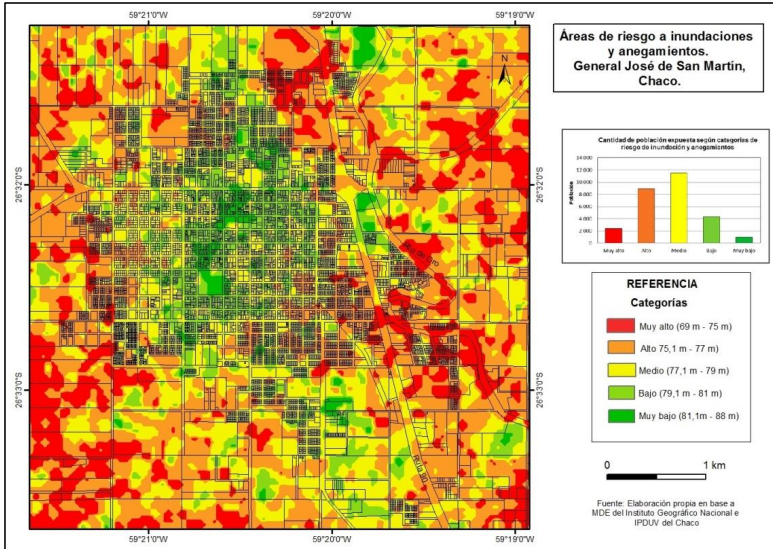 59°21'0"W
59°20'0"W
59°19'0"W
Áreas de riesgo a inundaciones
y anegamientos.
General José de San Martín,
Chaco.
N
Cantidad de población expuesta según categorías de
riesgo de inundación y anegamientos
Población
14 000
12 000
10 000
8 000
6 000
4 000
2 000
0
Muy alto
Alto
Medio
Bajo
Muy bajo
26°32'0"S
26°32'0"S
REFERENCIA
Categorías
Muy alto (69 m - 75 m)
Alto 75,1 m - 77 m)
Medio (77,1 m - 79 m)
Bajo (79,1 m - 81 m)
Muy bajo (81,1m - 88 m)
26°33'0"S
26°33'0"S
0
1 km
Fuente: Elaboración propia en base a
MDE del Instituto Geográfico Nacional e
IPDUV del Chaco
59°21'0"W
59°20'0"W
59°19'0"W